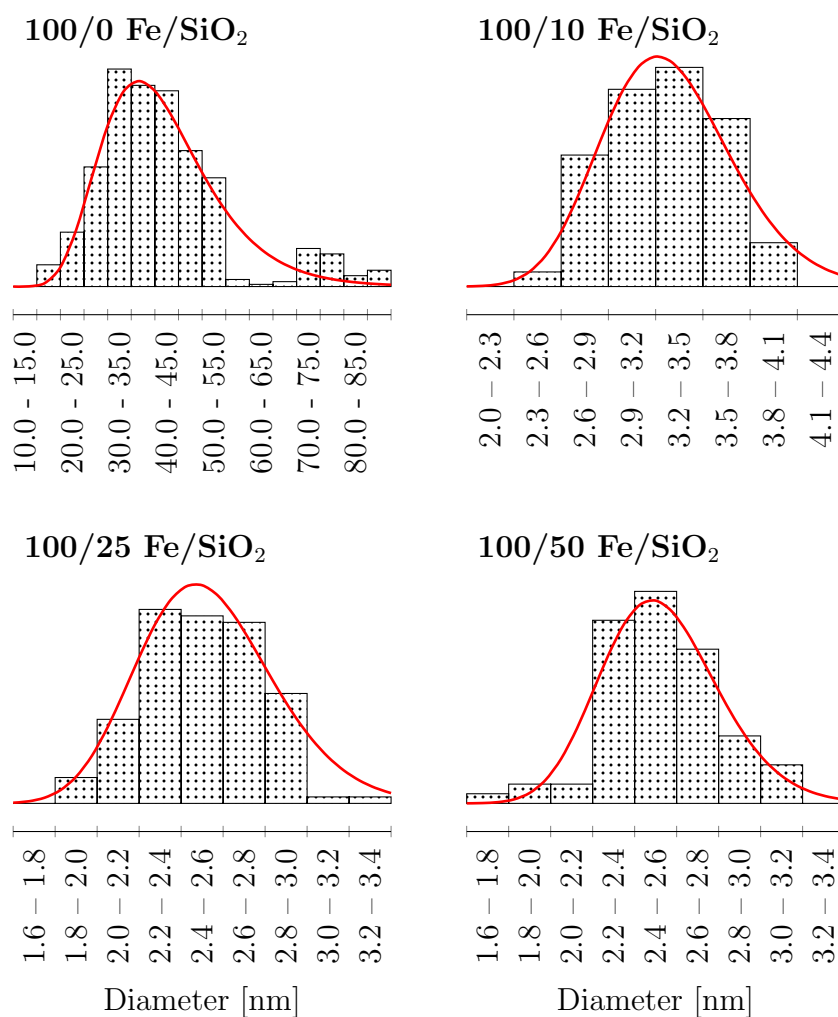 100/0 Fe/SiO₂
100/10 Fe/SiO₂
10.0 - 15.0
20.0 - 25.0
30.0 - 35.0
40.0 - 45.0
50.0 - 55.0
60.0 - 65.0
70.0 - 75.0
80.0 - 85.0
2.0 – 2.3
2.3 – 2.6
2.6 – 2.9
2.9 – 3.2
3.2 – 3.5
3.5 – 3.8
3.8 – 4.1
4.1 – 4.4
100/25 Fe/SiO₂
100/50 Fe/SiO₂
1.6 – 1.8
1.8 – 2.0
2.0 – 2.2
2.2 – 2.4
2.4 – 2.6
2.6 – 2.8
2.8 – 3.0
3.0 – 3.2
3.2 – 3.4
1.6 – 1.8
1.8 – 2.0
2.0 – 2.2
2.2 – 2.4
2.4 – 2.6
2.6 – 2.8
2.8 – 3.0
3.0 – 3.2
3.2 – 3.4
Diameter [nm]
Diameter [nm]